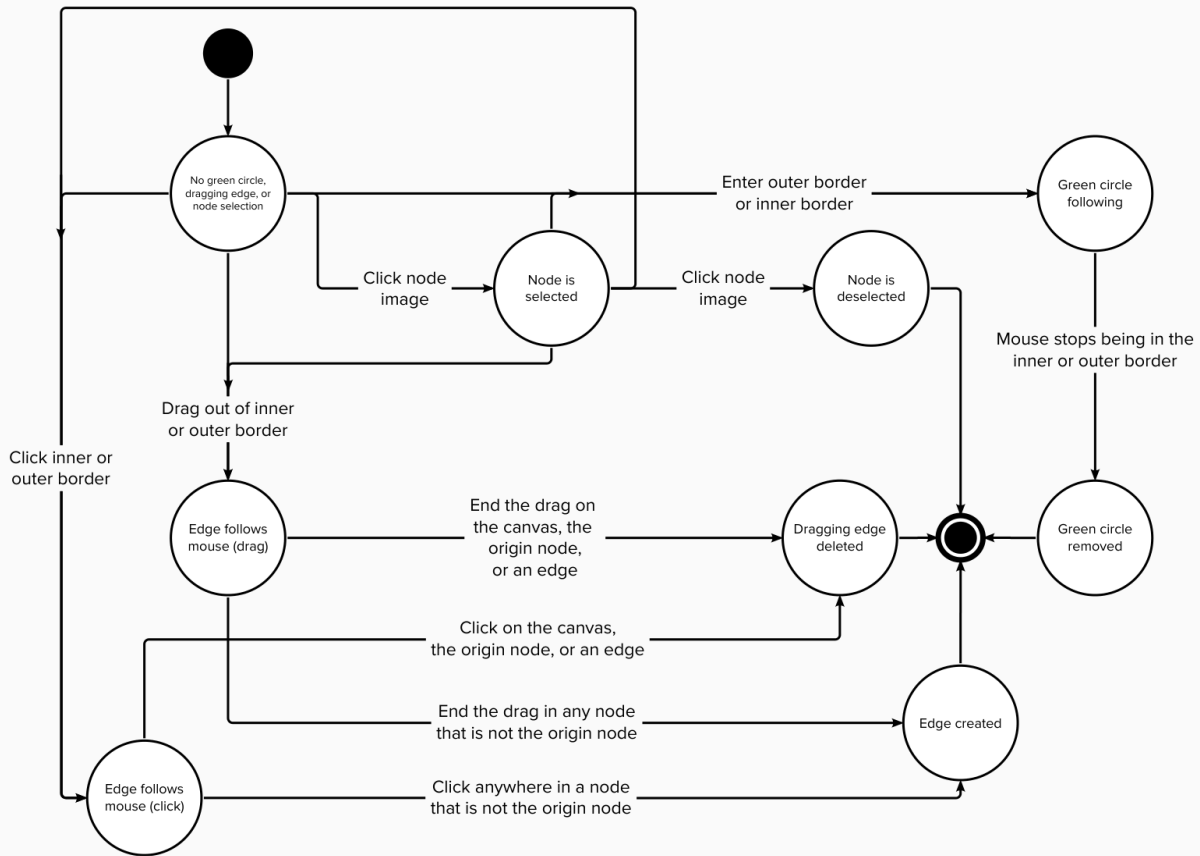 No green circle,
dragging edge, or
node selection
Enter outer border
or inner border
Green circle
following
Click node
image
Node is
selected
Click node
image
Node is
deselected
Mouse stops being in the
inner or outer border
Drag out of inner
or outer border
Click inner or
outer border
Edge follows
mouse (drag)
End the drag on
the canvas, the
origin node,
or an edge
Dragging edge
deleted
Green circle
removed
Click on the canvas,
the origin node, or an edge
End the drag in any node
that is not the origin node
Edge created
Edge follows
mouse (click)
Click anywhere in a node
that is not the origin node